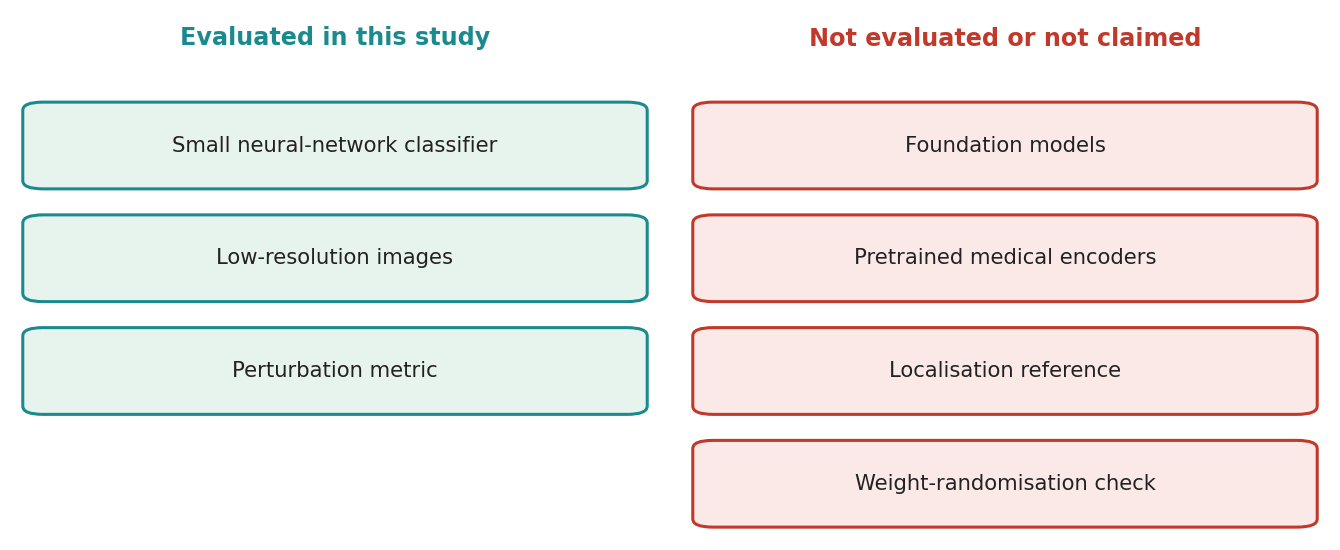 Evaluated in this study
Small neural-network classifier
Low-resolution images
Perturbation metric
Not evaluated or not claimed
Foundation models
Pretrained medical encoders
Localisation reference
Weight-randomisation check